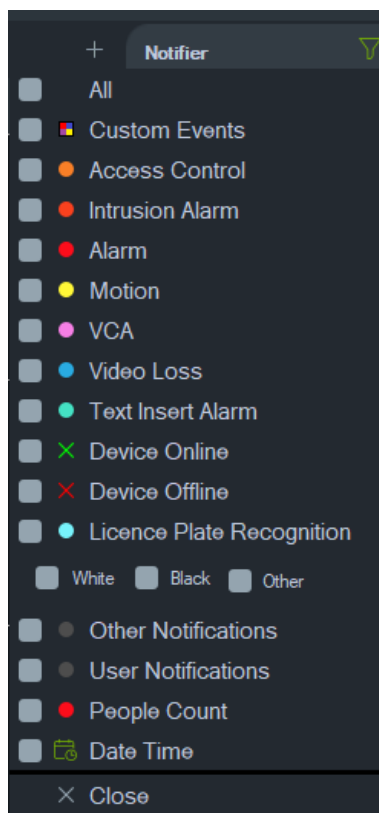 Notifier
All
Custom Events
Access Control
Intrusion Alarm
Alarm
Motion
VCA
Video Loss
Text Insert Alarm
Device Online
Device Offline
Licence Plate Recognition
White Black Other
Other Notifications
User Notifications
People Count
Date Time
Close